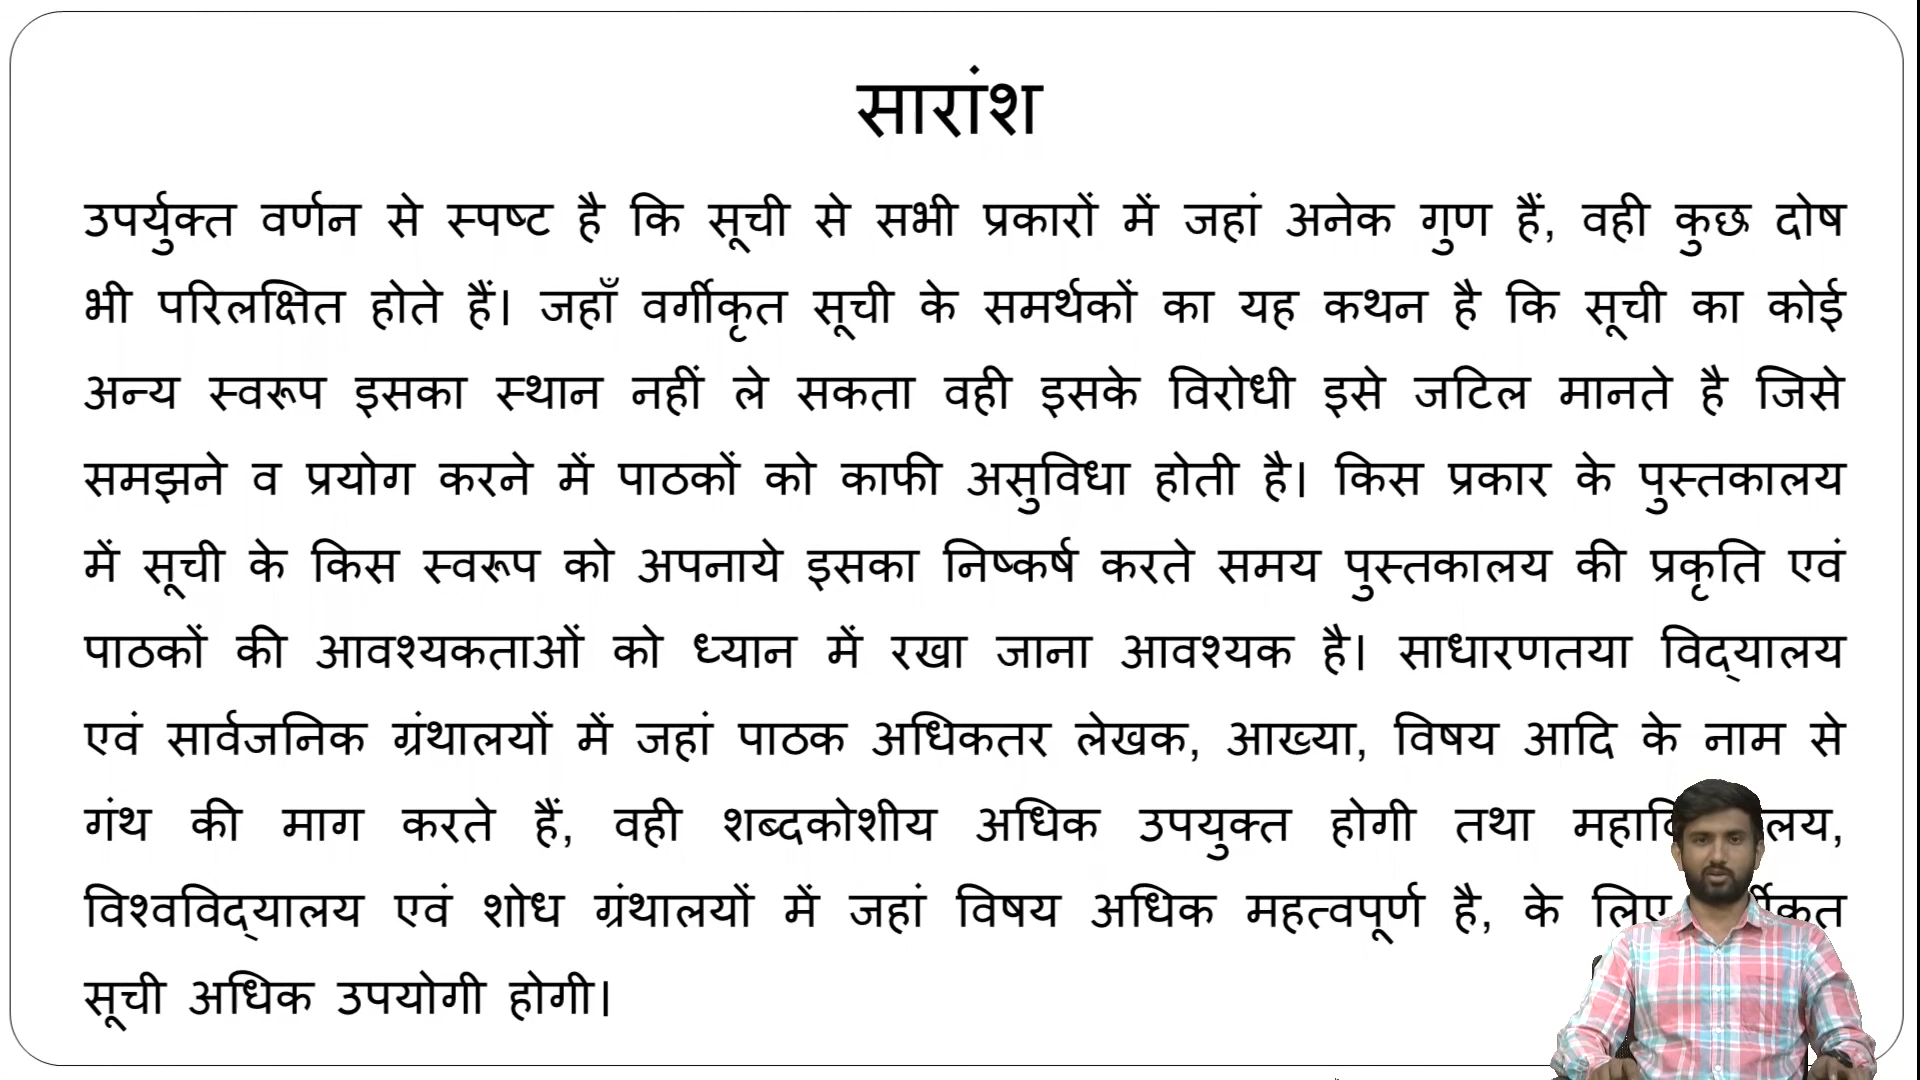 सारांश
उपर्युक्त वर्णन से स्पष्ट है कि सूची से सभी प्रकारों में जहां अनेक गुण हैं, वही कुछ दोष
भी परिलक्षित होते हैं। जहाँ वर्गीकृत सूची के समर्थकों का यह कथन है कि सूची का कोई
अन्य स्वरूप इसका स्थान नहीं ले सकता वही इसके विरोधी इसे जटिल मानते है जिसे
समझने व प्रयोग करने में पाठकों को काफी असुविधा होती है। किस प्रकार के पुस्तकालय
में सूची के किस स्वरूप को अपनाये इसका निष्कर्ष करते समय पुस्तकालय की प्रकृति एवं
पाठकों की आवश्यकताओं को ध्यान में रखा जाना आवश्यक है। साधारणतया विद्यालय
एवं सार्वजनिक ग्रंथालयों में जहां पाठक अधिकतर लेखक, आख्या, विषय आदि के नाम से
गंथ की माग करते हैं, वही शब्दकोशीय अधिक उपयुक्त होगी तथा
विश्वविद्यालय एवं शोध ग्रंथालयों में जहां विषय अधिक महत्वपूर्ण है, के लिए
सूची अधिक उपयोगी होगी।